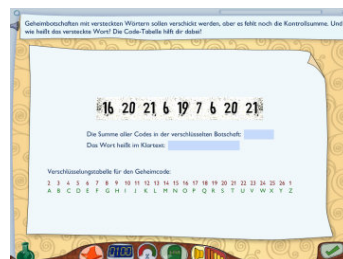 Geheimbotschaften mit versteckten Wörtern sollen verschickt werden, aber es fehlt noch die Kontrollsumme. Und
wie heißt das versteckte Wort? Die Code-Tabelle hilft dir dabei!
16 20 21 6 19 7 6 20 21
Die Summe aller Codes in der verschlüsselten Botschaft:
Das Wort heißt im Klartext:
Verschlüsselungstabelle für den Geheimcode:
2 3 4 5 6 7 8 9 10 11 12 13 14 15 16 17 18 19 20 21 22 23 24 25 26 1
A B C D E F G H I J K L M N O P Q R S T U V W X Y Z
0100